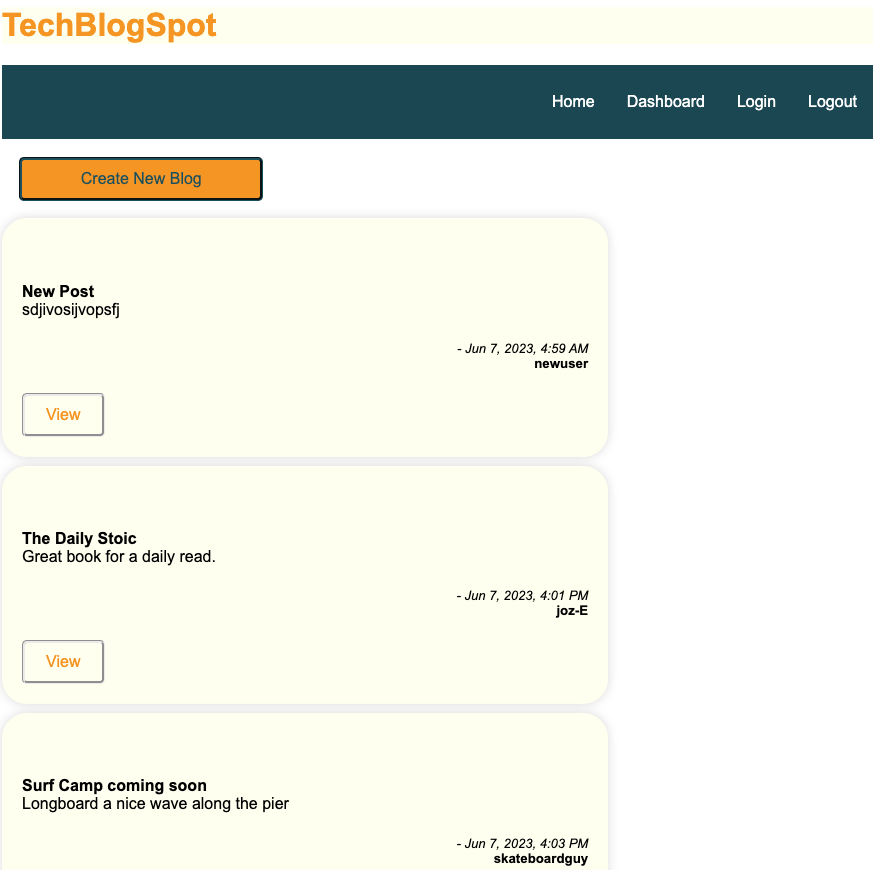 TechBlogSpot
Home Dashboard Login Logout
Create New Blog
New Post
sdjivosijvopsfj
- Jun 7, 2023, 4:59 AM
newuser
View
The Daily Stoic
Great book for a daily read.
- Jun 7, 2023, 4:01 PM
joz-E
View
Surf Camp coming soon
Longboard a nice wave along the pier
- Jun 7, 2023, 4:03 PM
skateboardguy